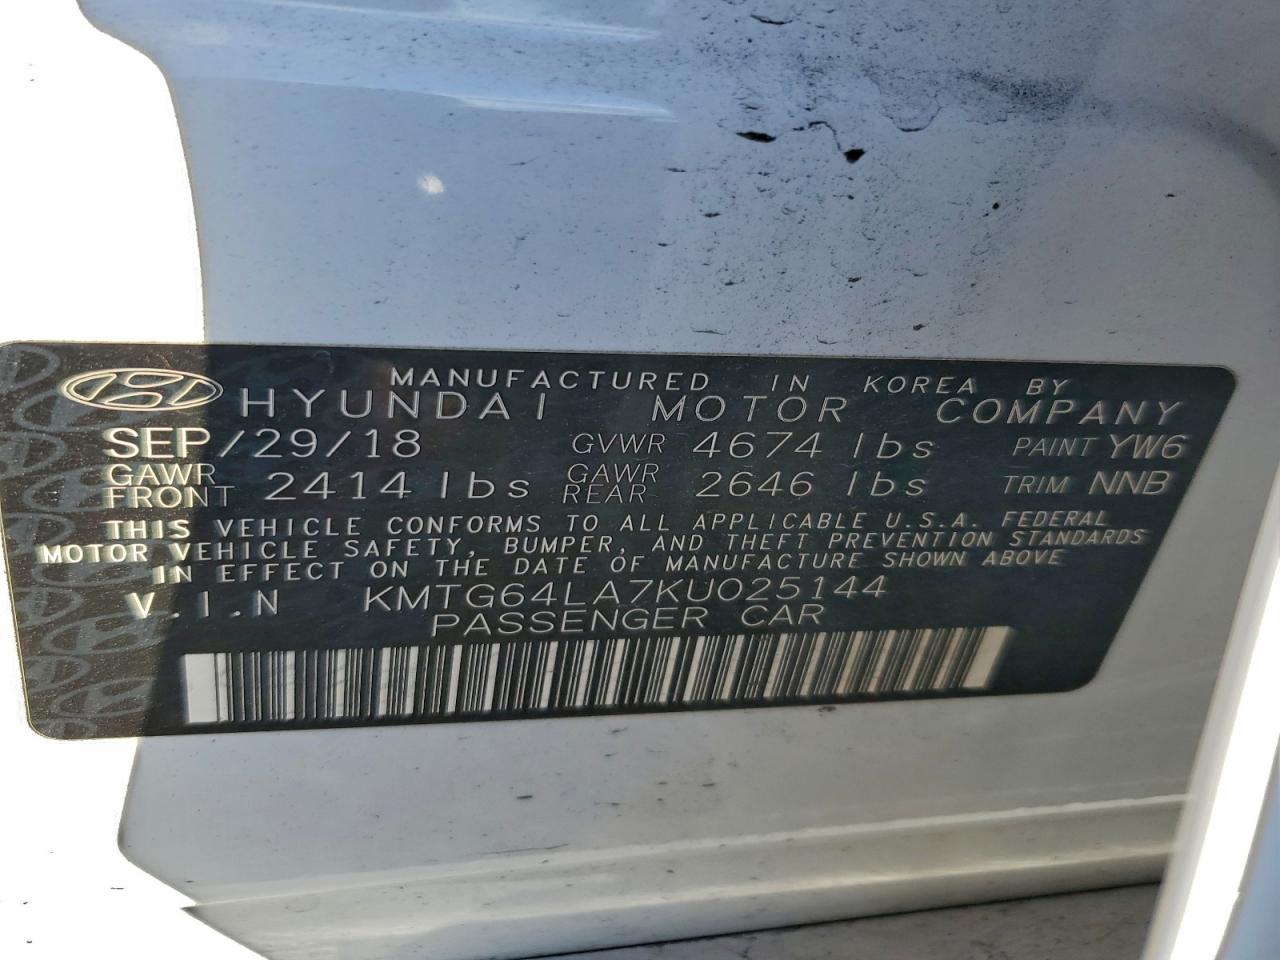 MANUFACTURED IN KOREA BY
HYUNDAI MOTOR COMPANY
SEP/29/18 GVWR 4674 lbs PAINT YW6
GAWR FRONT 2414 lbs GAWR REAR 2646 lbs TRIM NNB
THIS VEHICLE CONFORMS TO ALL APPLICABLE U.S.A. FEDERAL
MOTOR VEHICLE SAFETY, BUMPER, AND THEFT PREVENTION STANDARDS
IN EFFECT ON THE DATE OF MANUFACTURE SHOWN ABOVE
V.I.N KMTG64LA7KU025144
PASSENGER CAR